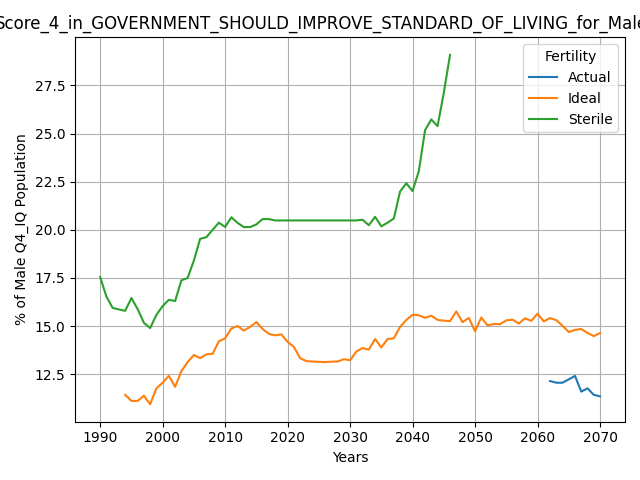 Score_4_in_GOVERNMENT_SHOULD_IMPROVE_STANDARD_OF_LIVING_for_Male
Fertility
Actual
Ideal
Sterile
27.5
25.0
22.5
20.0
17.5
15.0
12.5
% of Male Q4_IQ Population
1990 2000 2010 2020 2030 2040 2050 2060 2070
Years